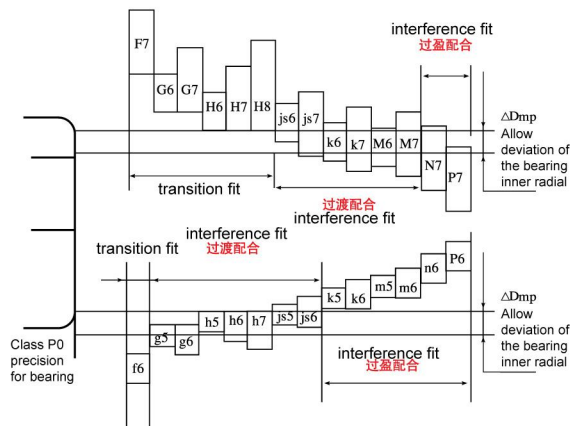 interference fit
过盈配合
F7
G6
G7
H6
H7
H8
js6
js7
k6
k7
M6
M7
N7
P7
ΔDmp
Allow
deviation of
the bearing
inner radial
transition fit
过渡配合
interference fit
interference fit
过渡配合
transition fit
f6
g5
g6
h5
h6
h7
js5
js6
k5
k6
m5
m6
n6
P6
ΔDmp
Allow
deviation of
the bearing
inner radial
interference fit
过盈配合
Class P0
precision
for bearing